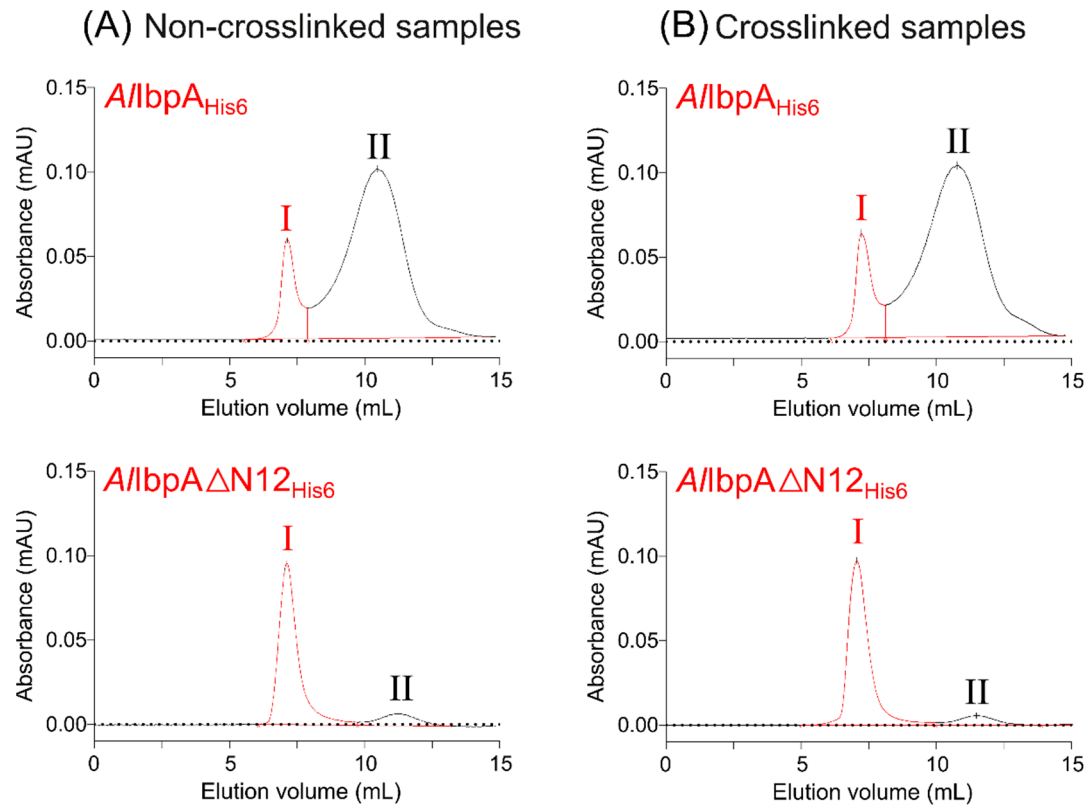 (A) Non-crosslinked samples
AlIbpAHis6
I
II
Absorbance (mAU)
0.15
0.10
0.05
0.00
0 5 10 15
Elution volume (mL)
(B) Crosslinked samples
AlIbpAHis6
I
II
Absorbance (mAU)
0.15
0.10
0.05
0.00
0 5 10 15
Elution volume (mL)
AlIbpA△N12His6
I
II
Absorbance (mAU)
0.15
0.10
0.05
0.00
0 5 10 15
Elution volume (mL)
AlIbpA△N12His6
I
II
Absorbance (mAU)
0.15
0.10
0.05
0.00
0 5 10 15
Elution volume (mL)